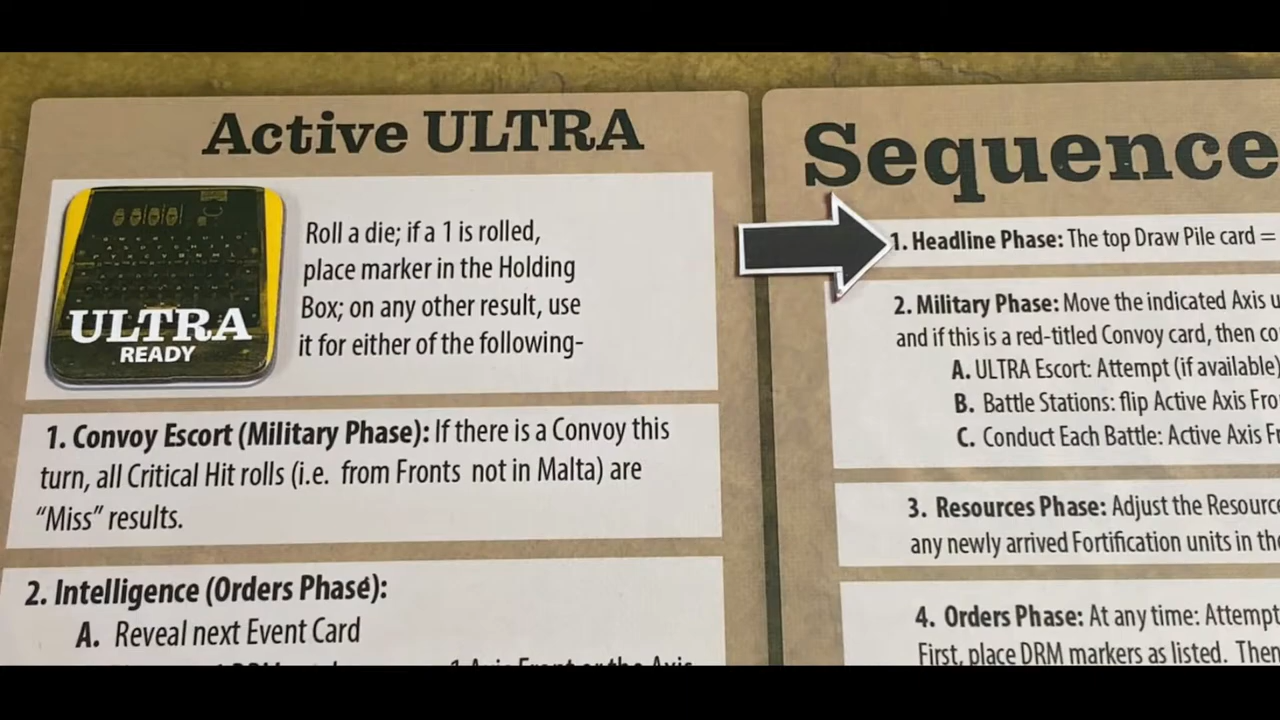 Active ULTRA
ULTRA
READY
Roll a die; if a 1 is rolled,
place marker in the Holding
Box; on any other result, use
it for either of the following-
1. Convoy Escort (Military Phase): If there is a Convoy this
turn, all Critical Hit rolls (i.e. from Fronts not in Malta) are
“Miss” results.
2. Intelligence (Orders Phase):
A. Reveal next Event Card
Sequence
1. Headline Phase: The top Draw Pile card =
2. Military Phase: Move the indicated Axis u
and if this is a red-titled Convoy card, then co
A. ULTRA Escort: Attempt (if available)
B. Battle Stations: flip Active Axis Fro
C. Conduct Each Battle: Active Axis Fr
3. Resources Phase: Adjust the Resource
any newly arrived Fortification units in the
4. Orders Phase: At any time: Attempt
First, place DRM markers as listed. Then